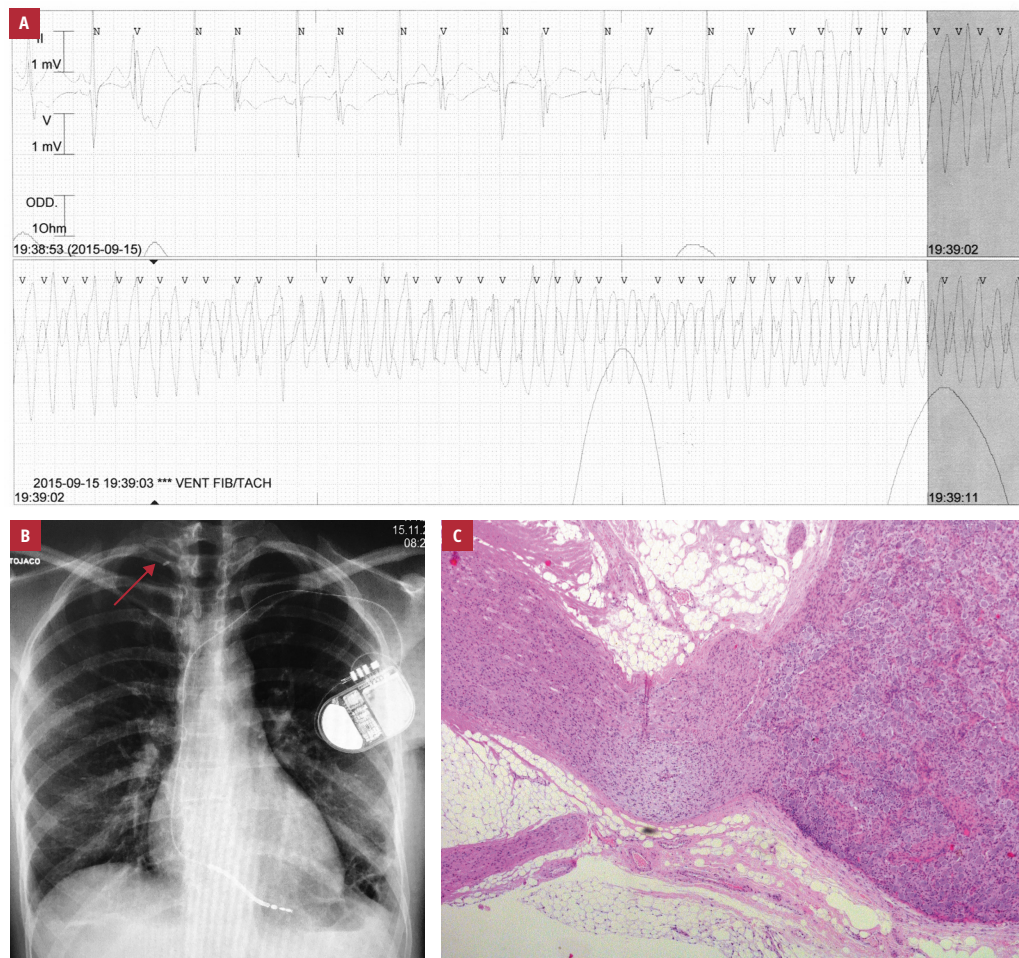 A
N V N N N N N V N V N V N V V V V V V V V V V
II
1 mV
V
1 mV
ODD.
1Ohm
19:38:53 (2015-09-15) 19:39:02
V V V V V V V V V V V V V V V V V V V V V V V V V V V V V V V V V V V V V V V
2015-09-15 19:39:03 *** VENT FIB/TACH
19:39:02 19:39:11
B
15.11.2
08:2
TOJACO
C